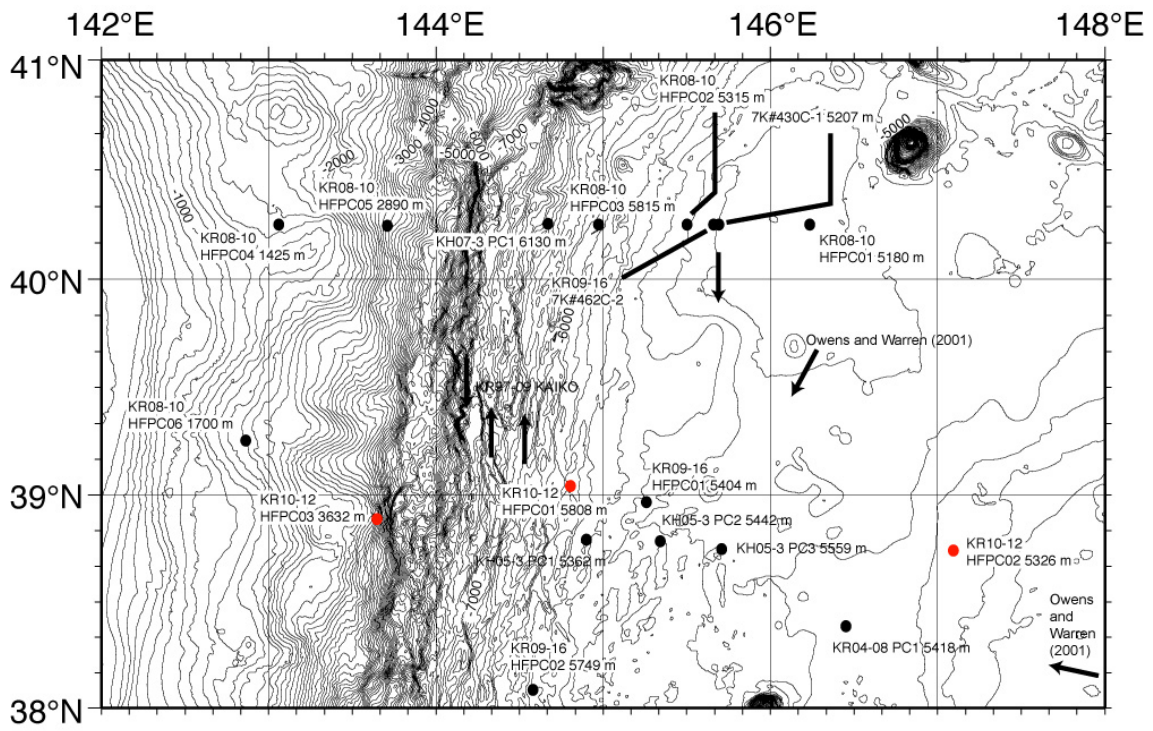 142°E 144°E 146°E 148°E
41°N
KR08-10
HFPC02 5315 m
7K#430C-1 5207 m
-4000
-6000
-7000
-5000
-5000
-3000
-2000
-1000
KR08-10
HFPC05 2890 m
KR08-10
HFPC03 5815 m
KR08-10
HFPC04 1425 m
KH07-3 PC1 6130 m
KR08-10
HFPC01 5180 m
40°N
KR09-16
7K#462C-2
-6000
Owens and Warren (2001)
KR97-09 KAIKO
KR08-10
HFPC06 1700 m
39°N
KR09-16
HFPC01 5404 m
KR10-12
HFPC03 3632 m
KR10-12
HFPC01 5808 m
KH05-3 PC2 5442 m
KH05-3 PC1 5362 m
KH05-3 PC3 5559 m
KR10-12
HFPC02 5326 m
-7000
Owens
and
Warren
(2001)
KR09-16
HFPC02 5749 m
KR04-08 PC1 5418 m
38°N